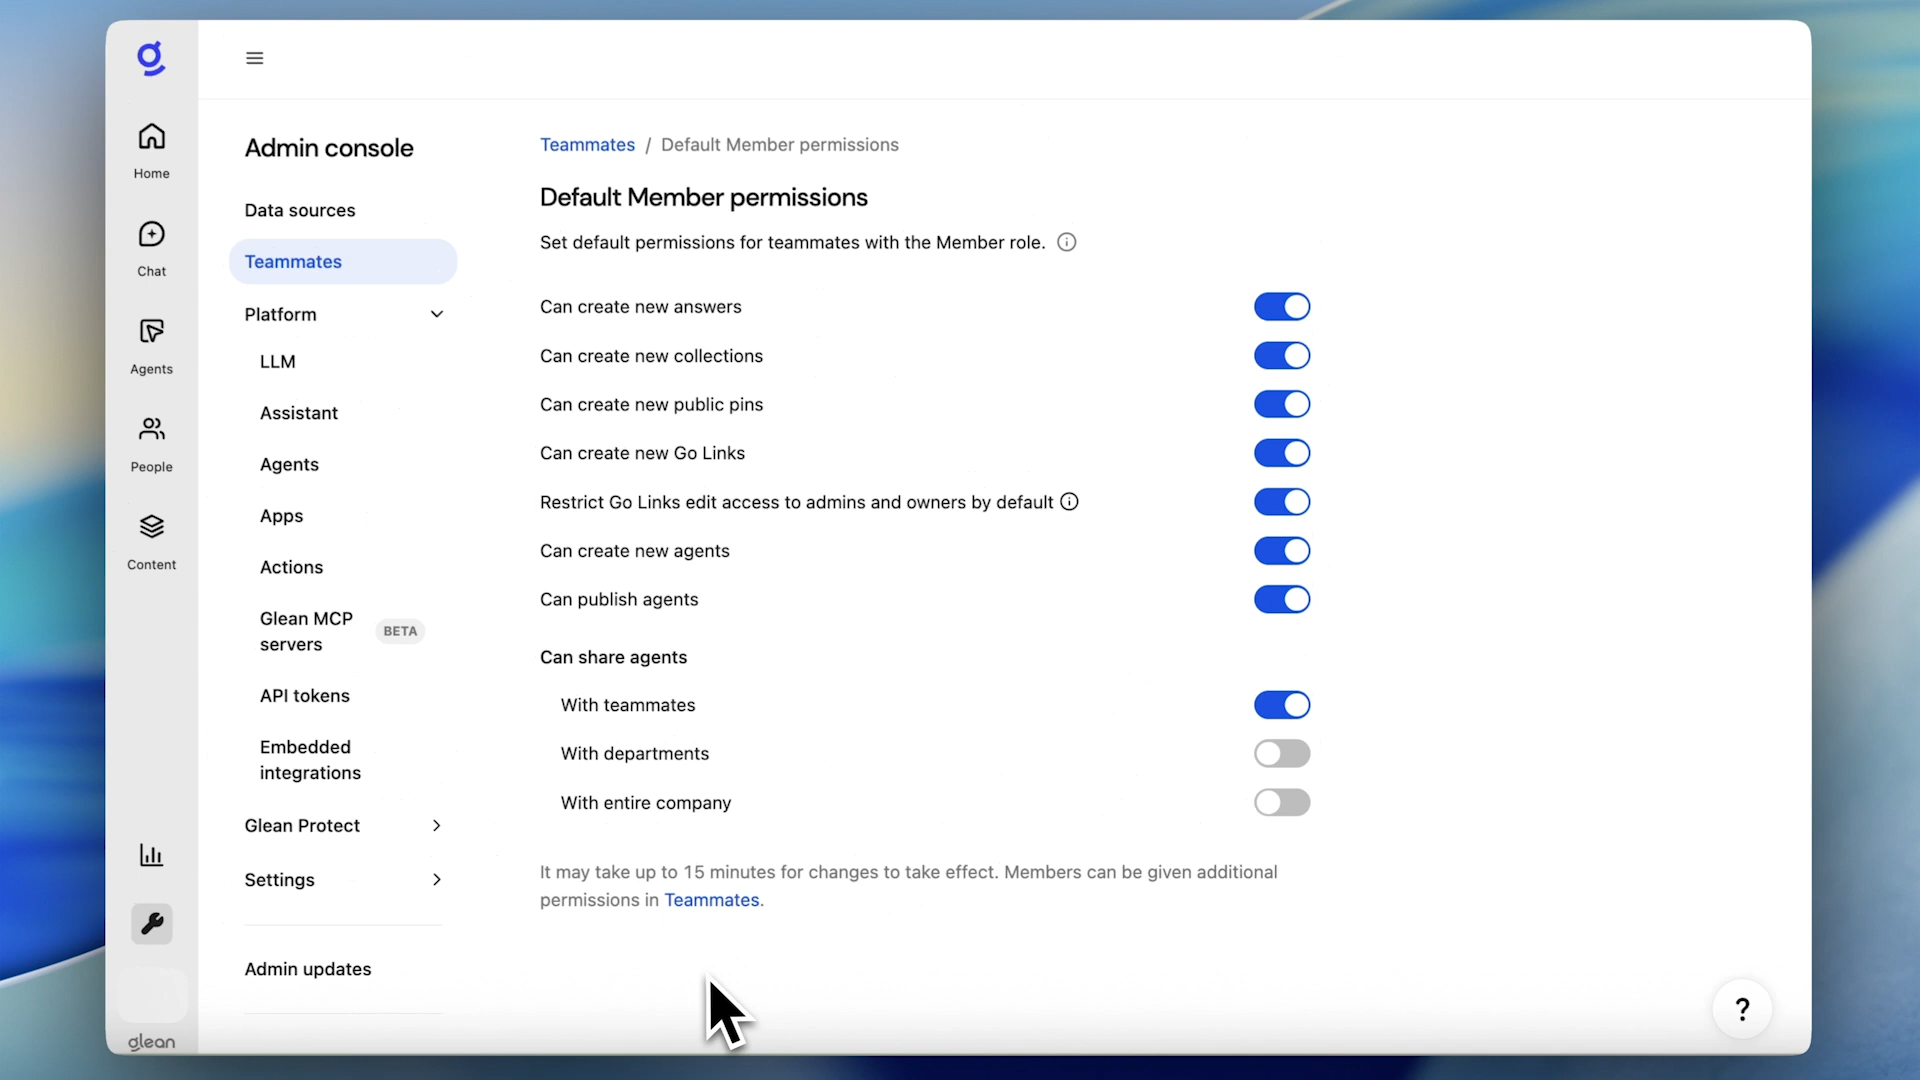 Home
Chat
Agents
People
Content
glean
Admin console
Data sources
Teammates
Platform
LLM
Assistant
Agents
Apps
Actions
Glean MCP
servers
BETA
API tokens
Embedded
integrations
Glean Protect
Settings
Admin updates
Teammates / Default Member permissions
Default Member permissions
Set default permissions for teammates with the Member role.
Can create new answers
Can create new collections
Can create new public pins
Can create new Go Links
Restrict Go Links edit access to admins and owners by default
Can create new agents
Can publish agents
Can share agents
With teammates
With departments
With entire company
It may take up to 15 minutes for changes to take effect. Members can be given additional
permissions in Teammates.
?